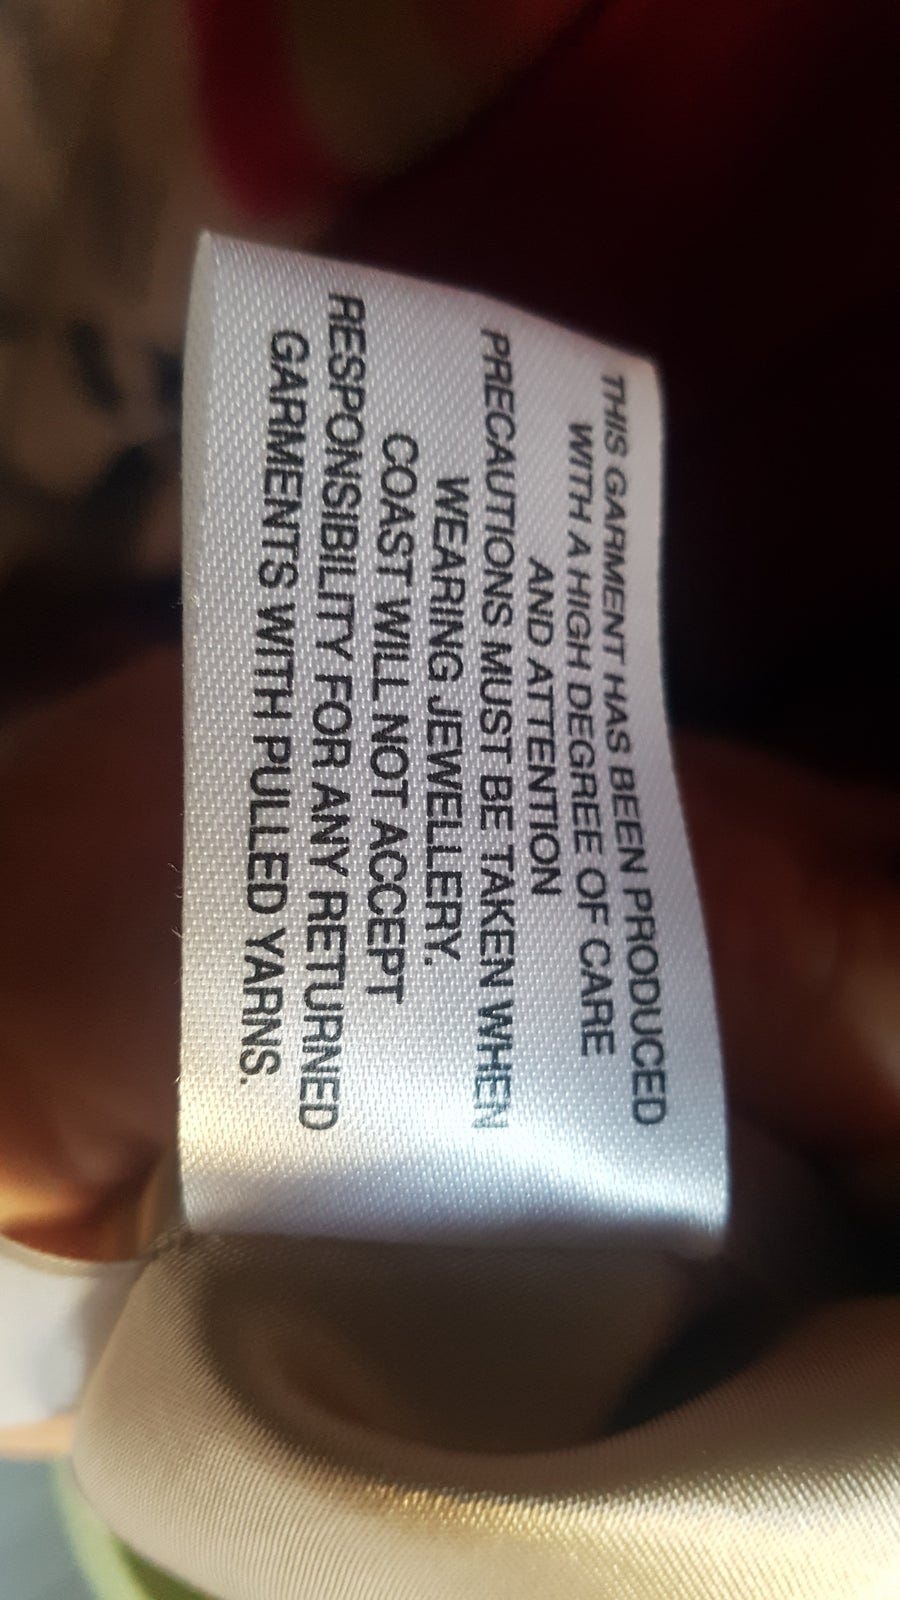 THIS GARMENT HAS BEEN PRODUCED
WITH A HIGH DEGREE OF CARE
AND ATTENTION
PRECAUTIONS MUST BE TAKEN WHEN
WEARING JEWELLERY.
COAST WILL NOT ACCEPT
RESPONSIBILITY FOR ANY RETURNED
GARMENTS WITH PULLED YARNS.